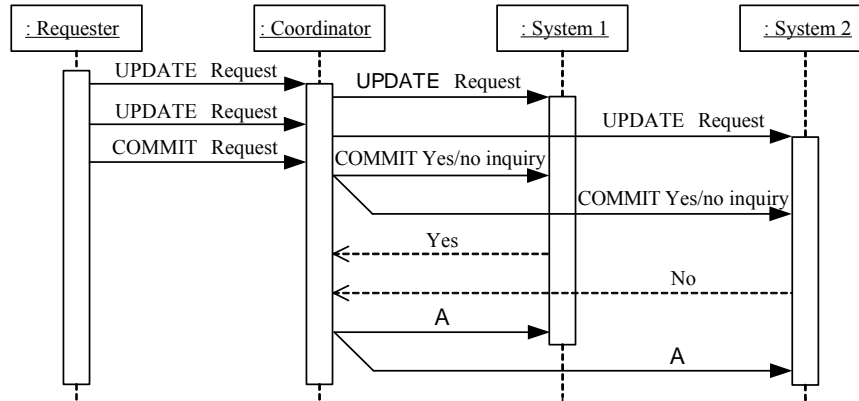 : Requester
: Coordinator
: System 1
: System 2
UPDATE Request
UPDATE Request
UPDATE Request
UPDATE Request
COMMIT Request
COMMIT Yes/no inquiry
COMMIT Yes/no inquiry
Yes
No
A
A